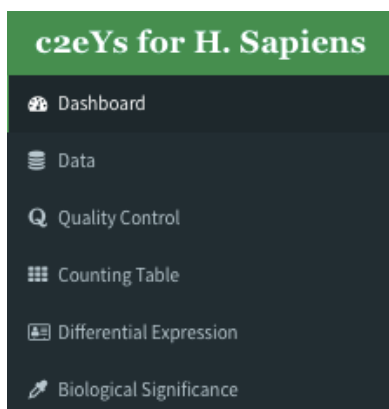 c2eYs for H. Sapiens
Dashboard
Data
Quality Control
Counting Table
Differential Expression
Biological Significance